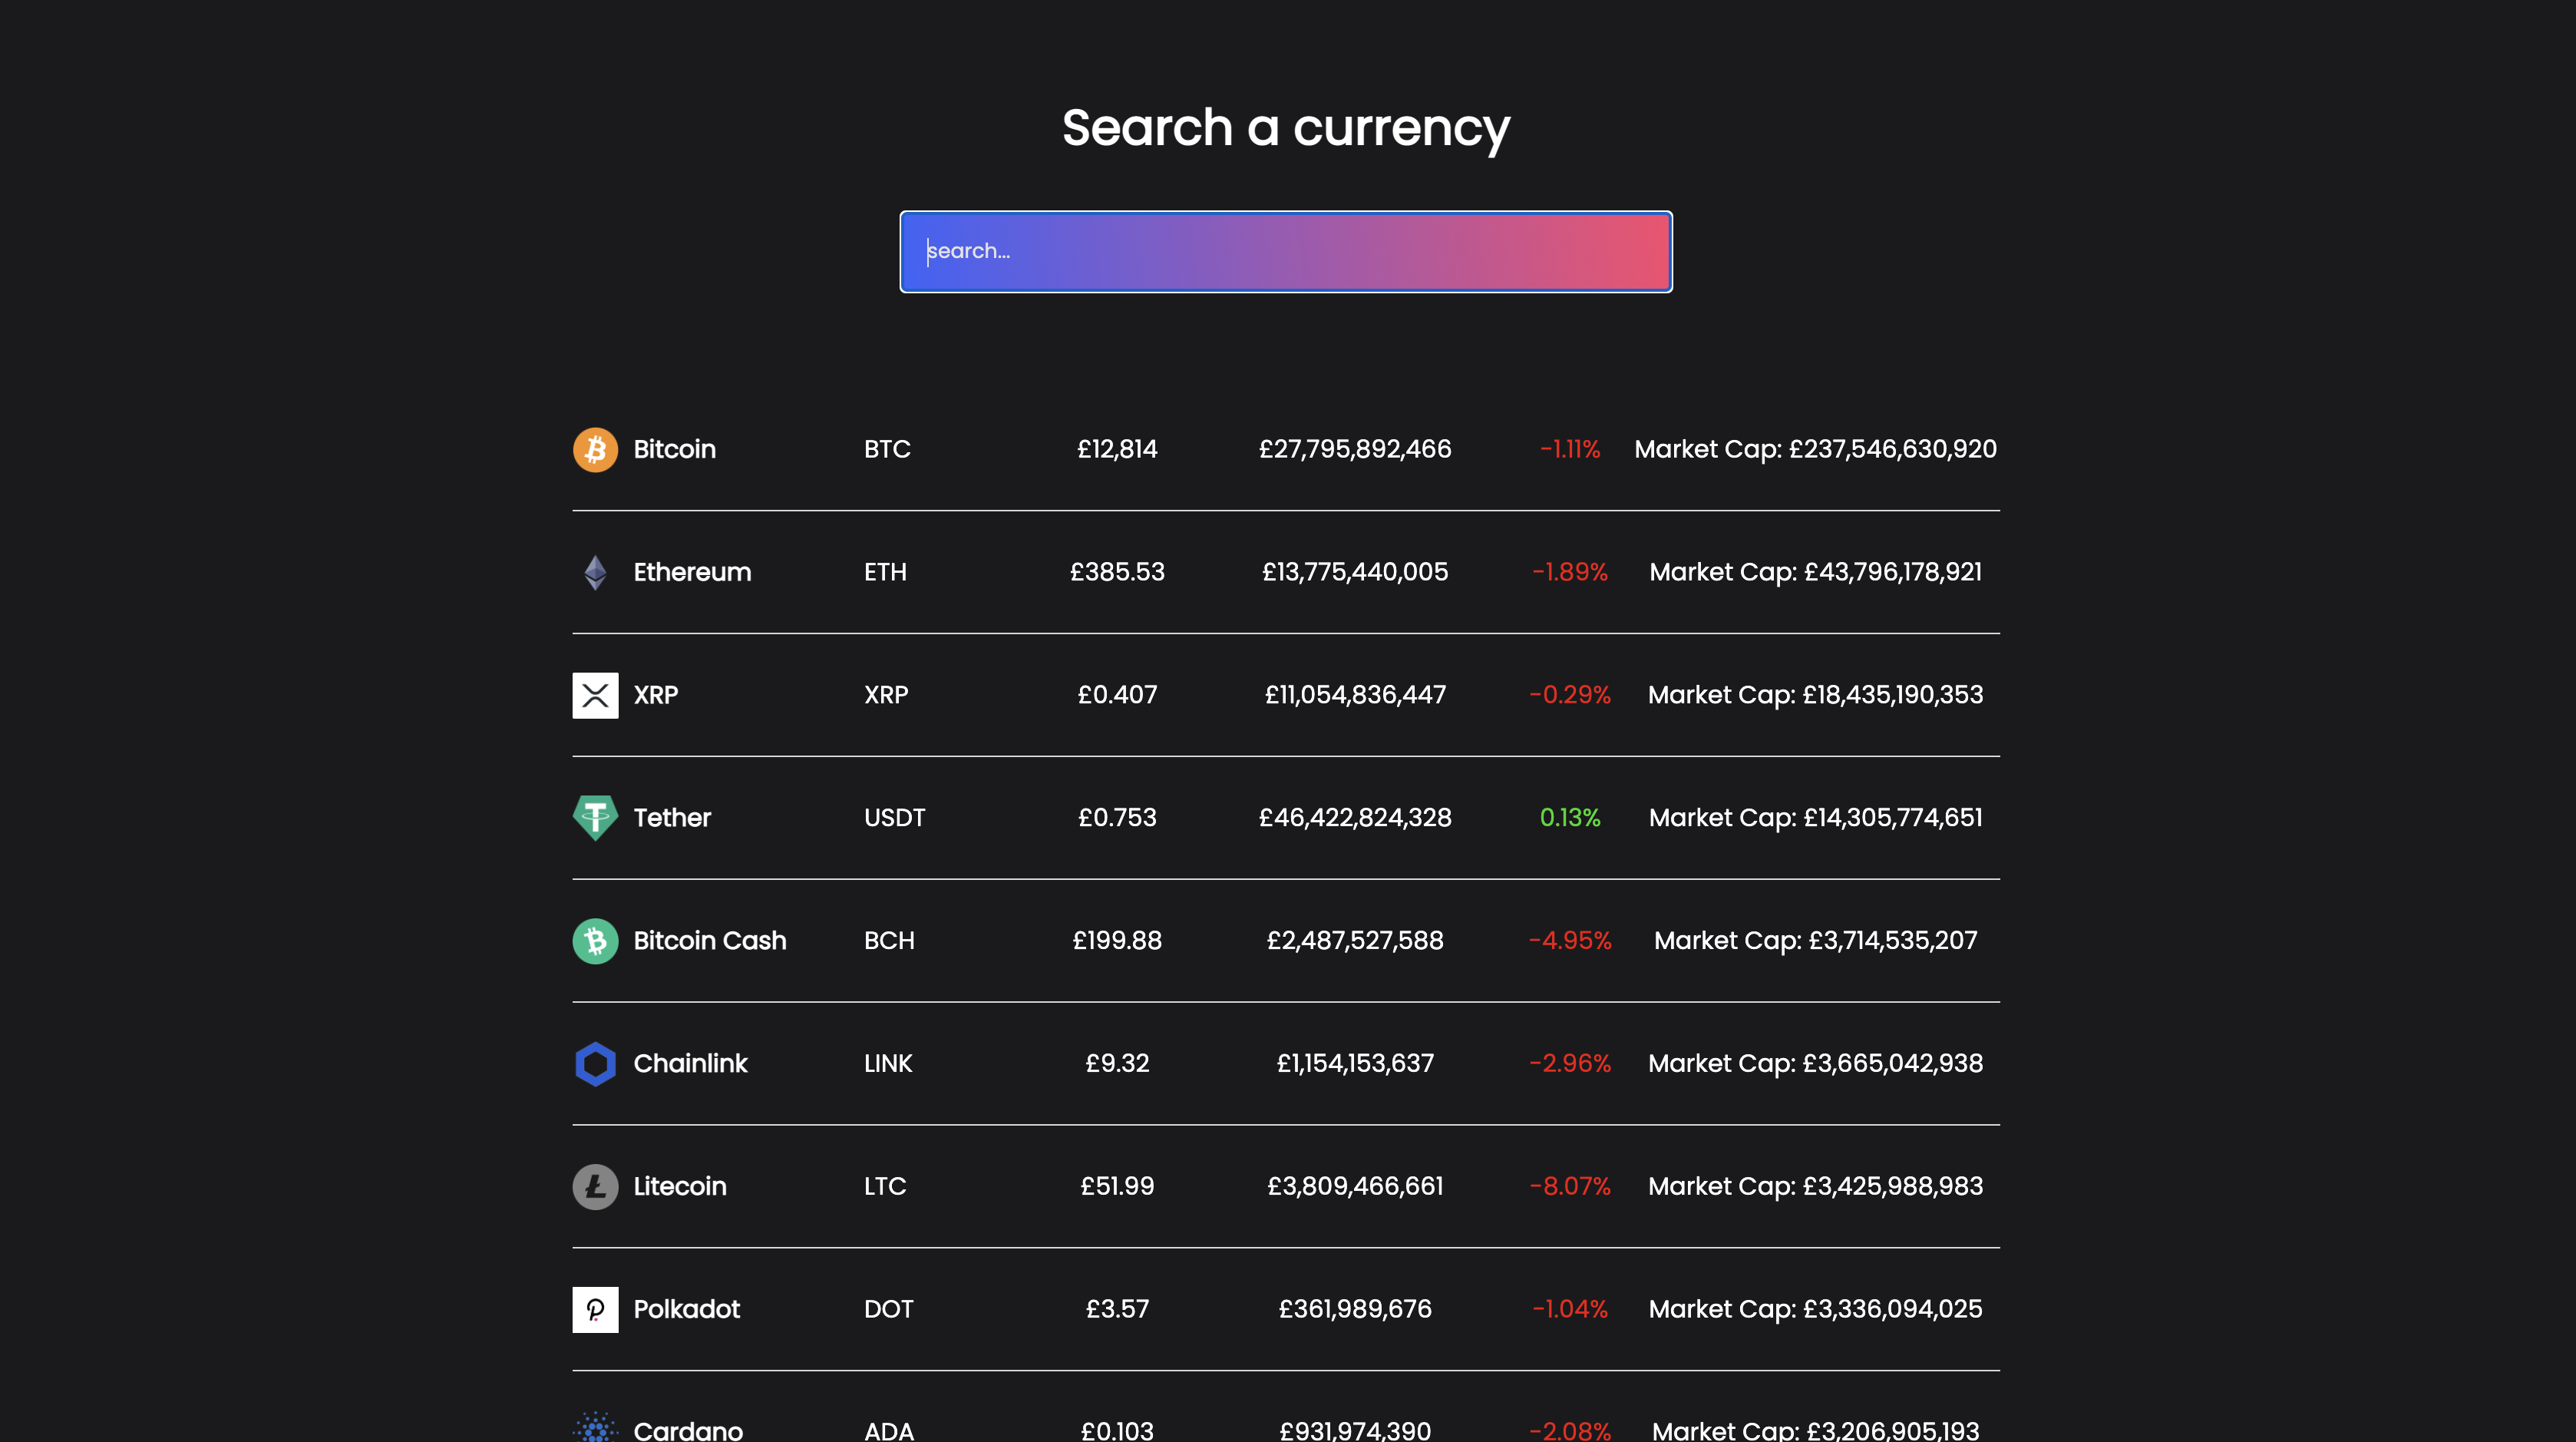 Search a currency
search...
Bitcoin BTC £12,814 £27,795,892,466 -1.11% Market Cap: £237,546,630,920
Ethereum ETH £385.53 £13,775,440,005 -1.89% Market Cap: £43,796,178,921
XRP XRP £0.407 £11,054,836,447 -0.29% Market Cap: £18,435,190,353
Tether USDT £0.753 £46,422,824,328 0.13% Market Cap: £14,305,774,651
Bitcoin Cash BCH £199.88 £2,487,527,588 -4.95% Market Cap: £3,714,535,207
Chainlink LINK £9.32 £1,154,153,637 -2.96% Market Cap: £3,665,042,938
Litecoin LTC £51.99 £3,809,466,661 -8.07% Market Cap: £3,425,988,983
Polkadot DOT £3.57 £361,989,676 -1.04% Market Cap: £3,336,094,025
Cardano ADA £0.103 £931,974,390 -2.08% Market Cap: £3,206,905,193